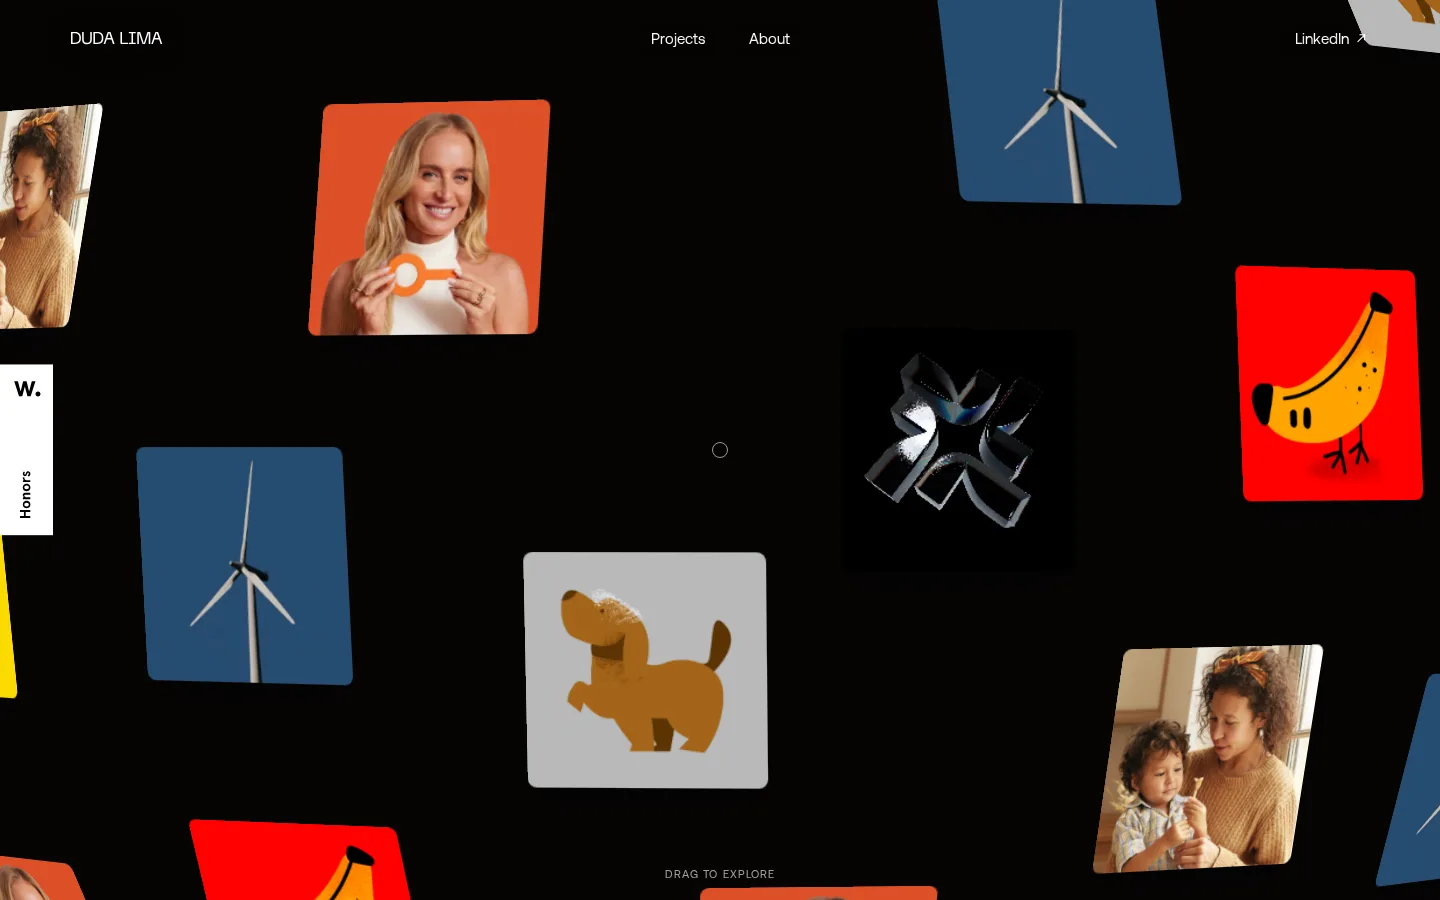 DUDA LIMA
Projects
About
LinkedIn ↗
W.
Honors
DRAG TO EXPLORE